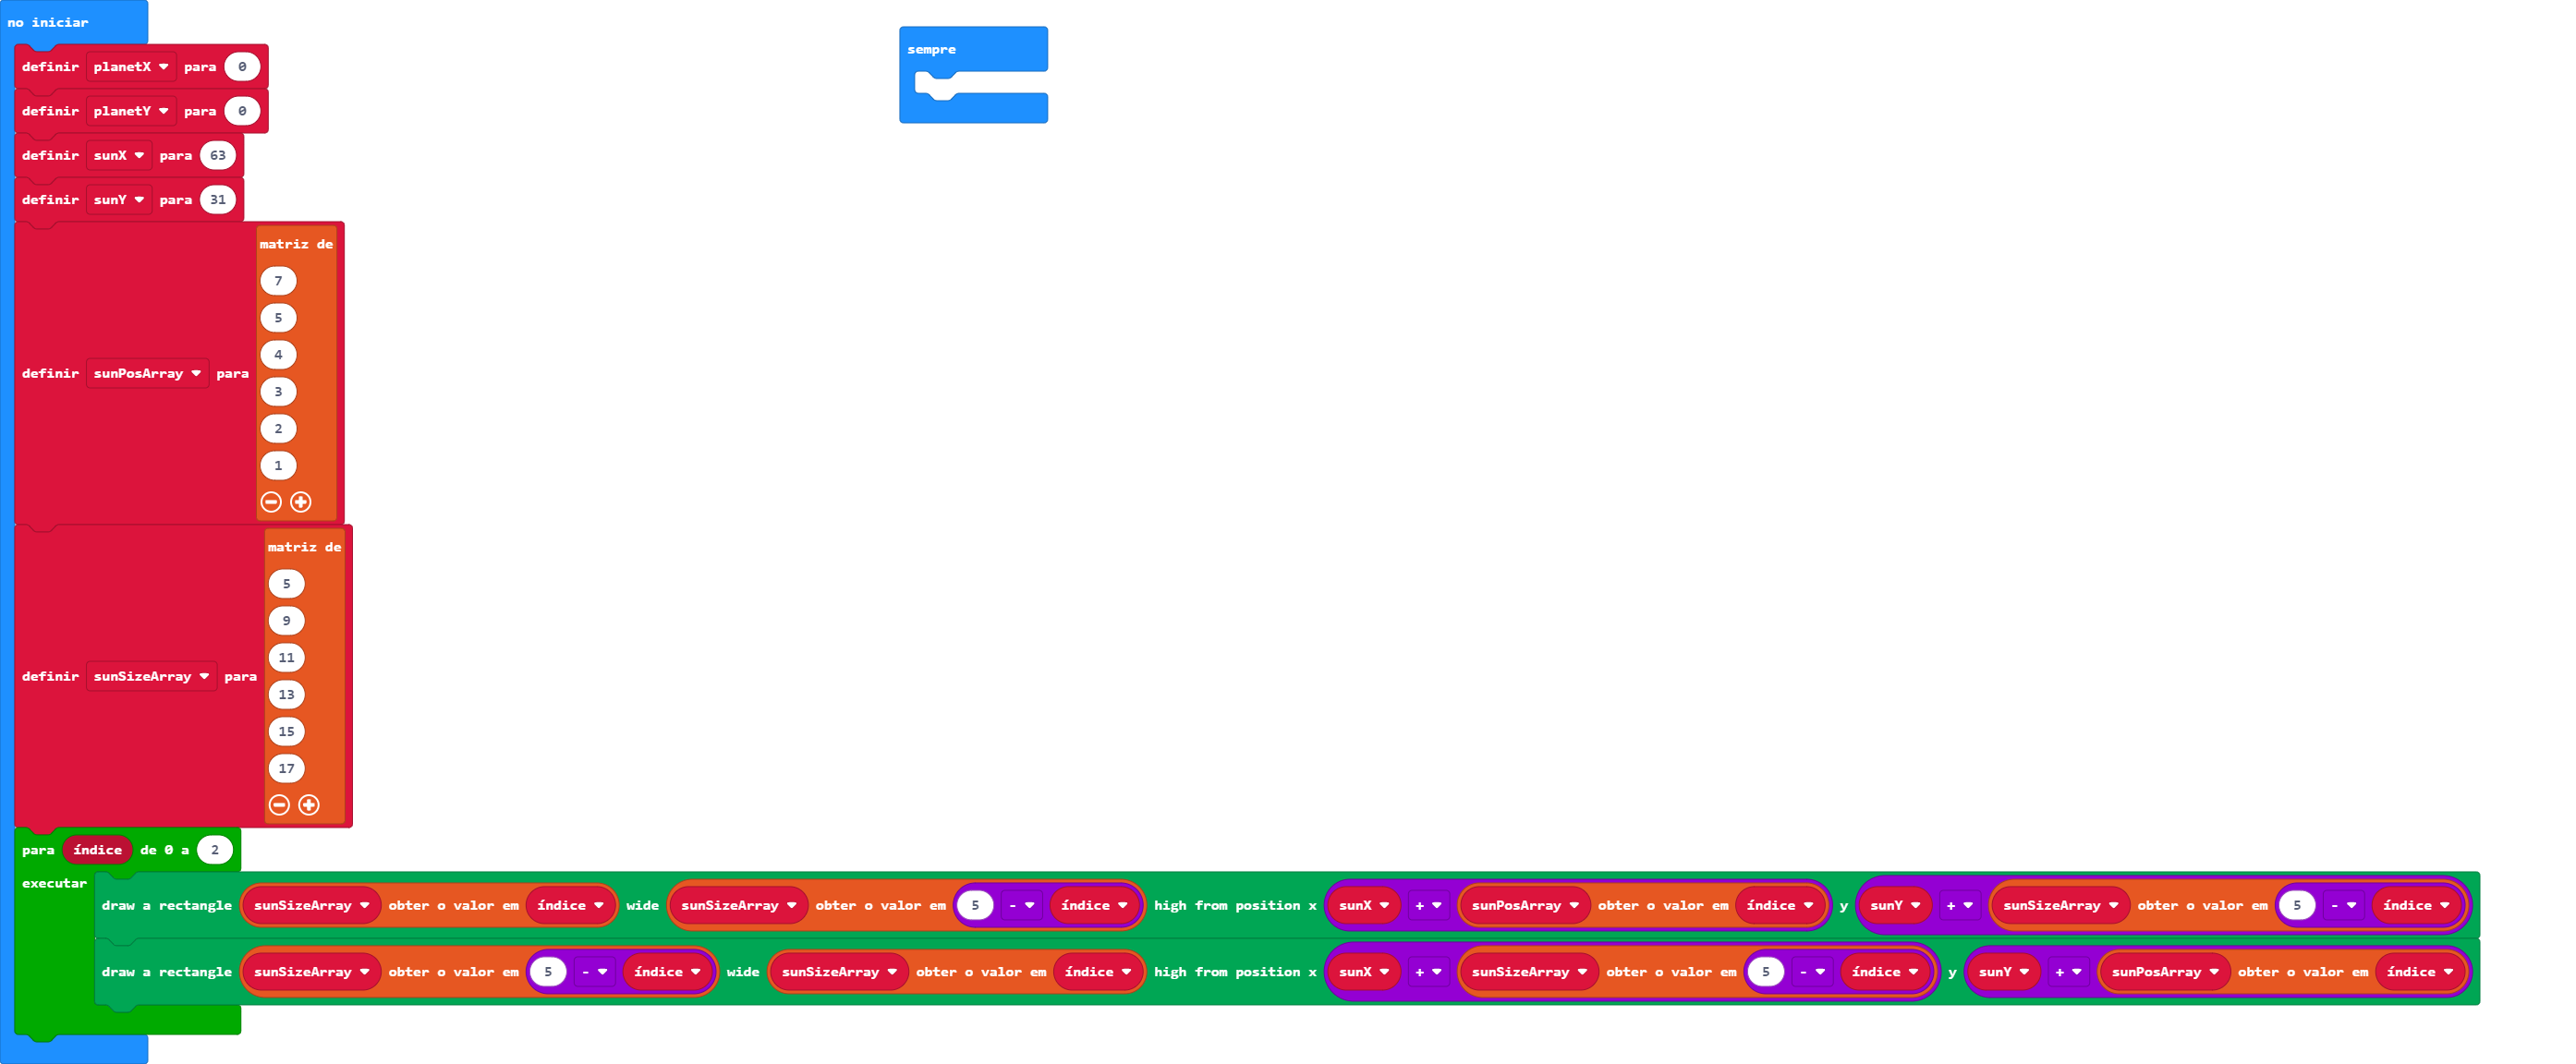 no iniciar
definir planetX para 0
definir planetY para 0
definir sunX para 63
definir sunY para 31
definir sunPosArray para
matriz de
7
5
4
3
2
1
definir sunSizeArray para
matriz de
5
9
11
13
15
17
para índice de 0 a 2
executar
draw a rectangle sunSizeArray obter o valor em índice wide sunSizeArray obter o valor em 5 - índice high from position x sunX + sunPosArray obter o valor em índice y sunY + sunSizeArray obter o valor em 5 - índice
draw a rectangle sunSizeArray obter o valor em 5 - índice wide sunSizeArray obter o valor em índice high from position x sunX + sunSizeArray obter o valor em 5 - índice y sunY + sunPosArray obter o valor em índice
sempre